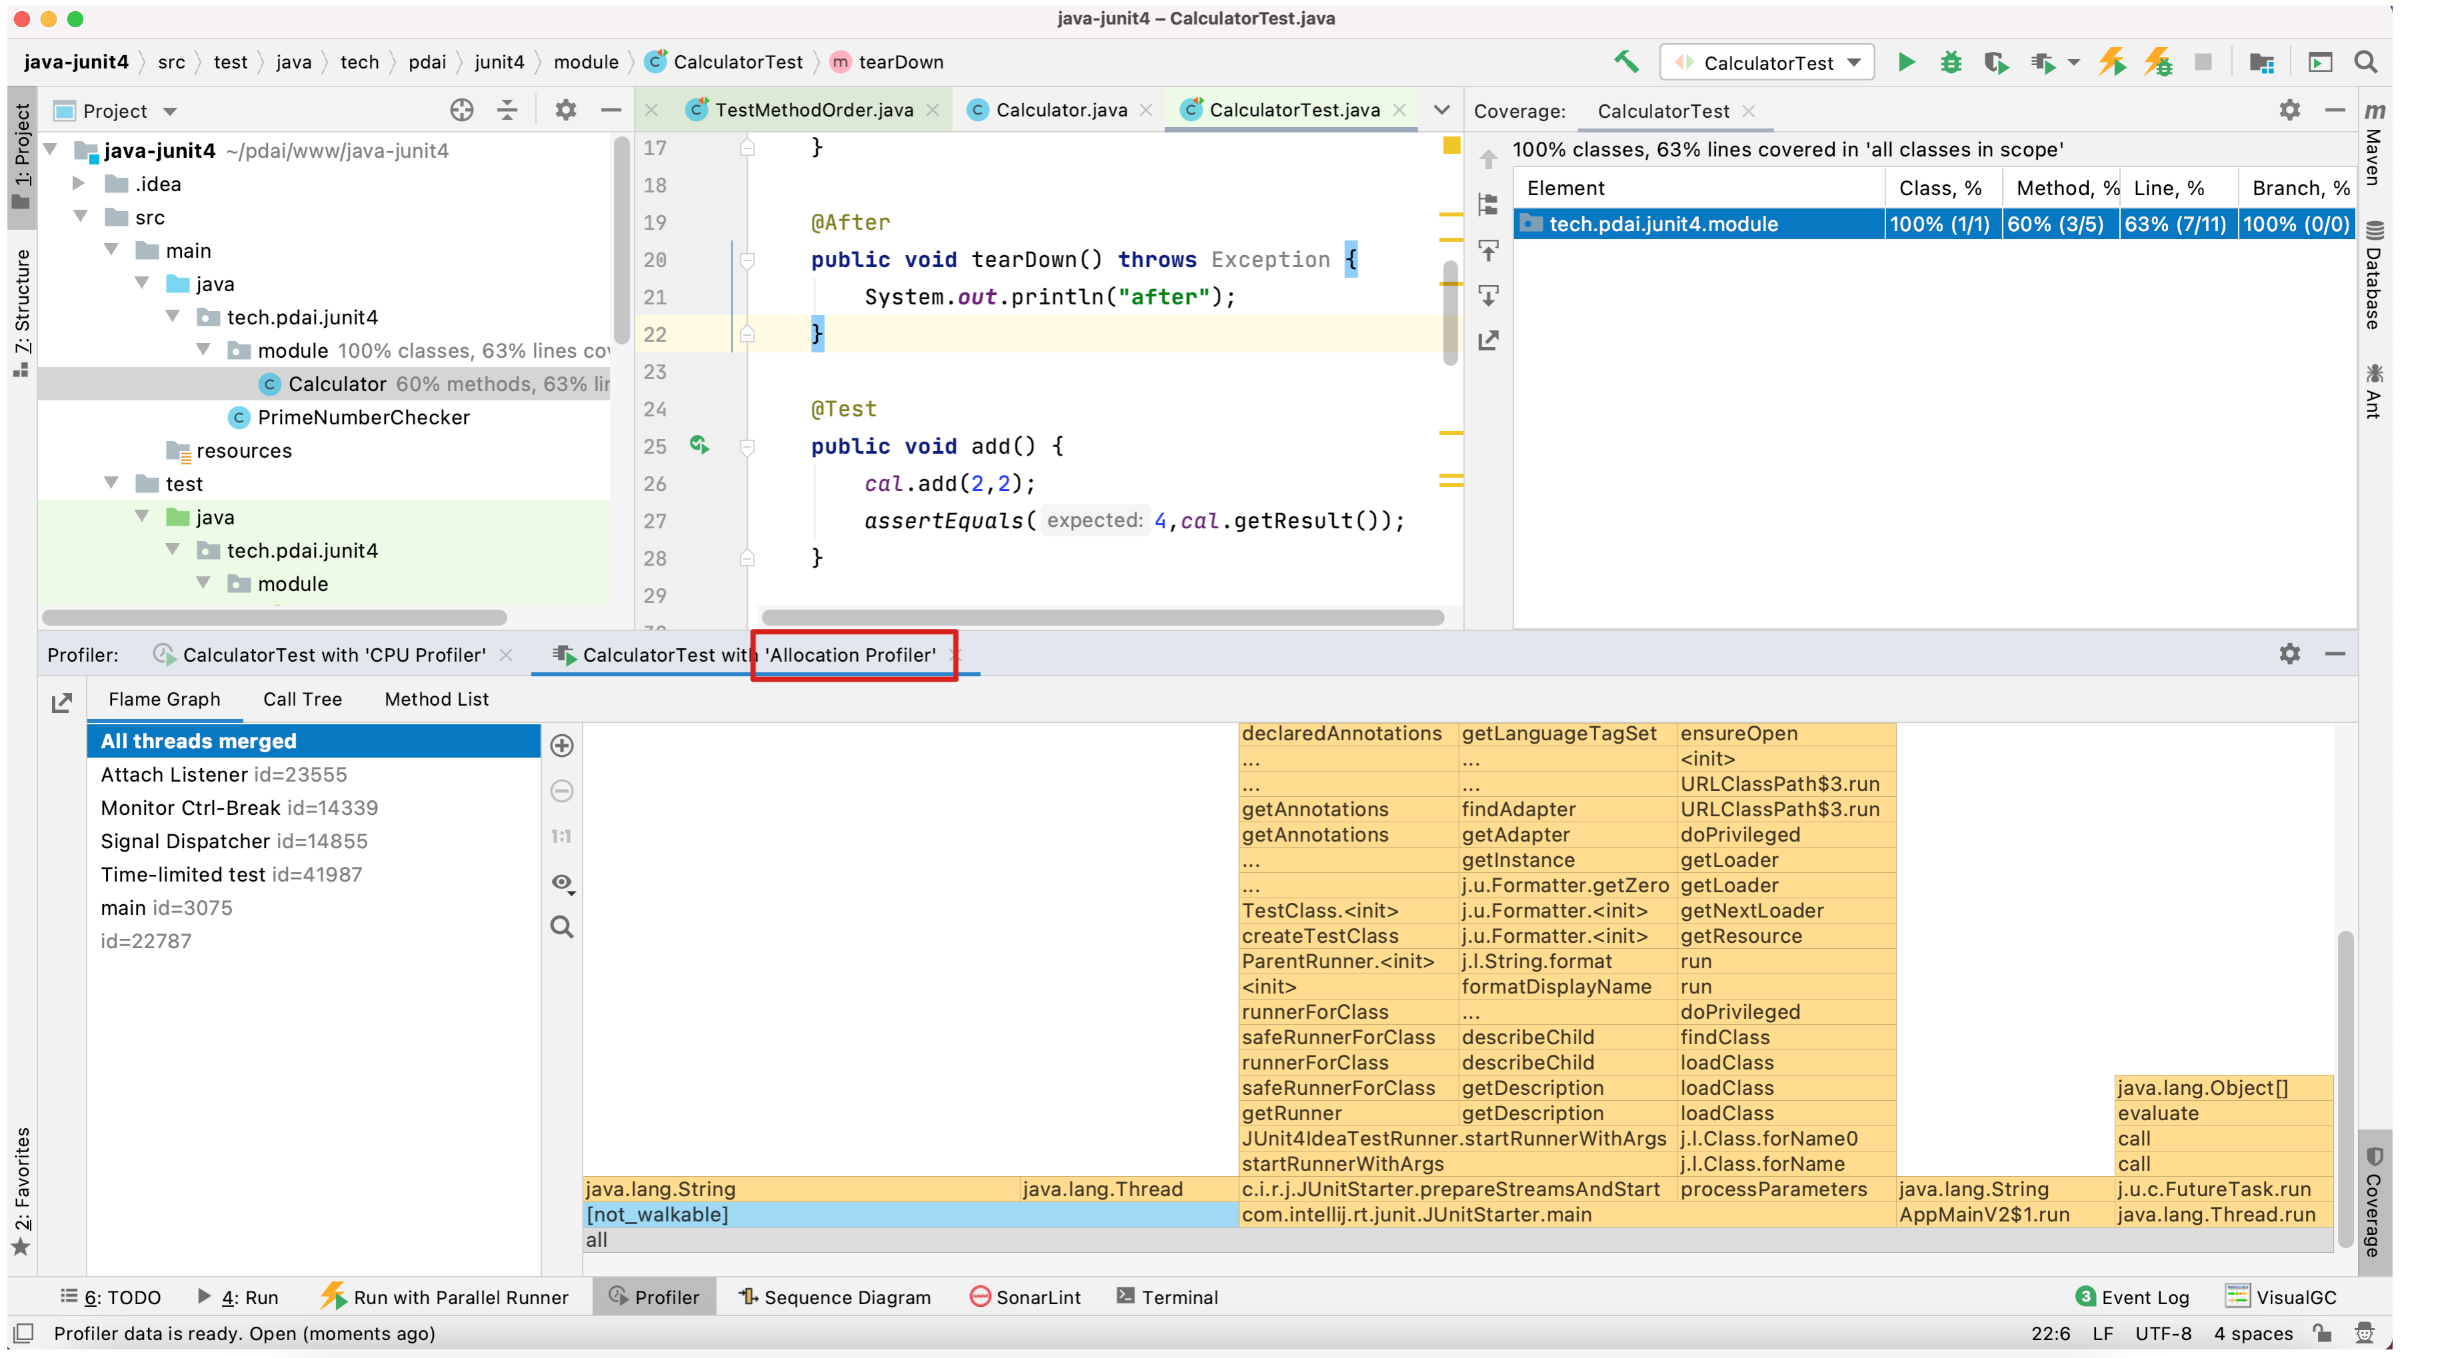 java-junit4 – CalculatorTest.java
java-junit4 src test java tech pdai junit4 module CalculatorTest m tearDown
CalculatorTest
1: Project
Z: Structure
2: Favorites
Project
java-junit4 ~/pdai/www/java-junit4
.idea
src
main
java
tech.pdai.junit4
module 100% classes, 63% lines cov
Calculator 60% methods, 63% lin
PrimeNumberChecker
resources
test
java
tech.pdai.junit4
module
TestMethodOrder.java Calculator.java CalculatorTest.java
17 }
18
19 @After
20 public void tearDown() throws Exception {
21 System.out.println("after");
22 }
23
24 @Test
25 public void add() {
26 cal.add(2,2);
27 assertEquals( expected: 4,cal.getResult());
28 }
29
Coverage: CalculatorTest
100% classes, 63% lines covered in 'all classes in scope'
Element Class, % Method, % Line, % Branch, %
tech.pdai.junit4.module 100% (1/1) 60% (3/5) 63% (7/11) 100% (0/0)
m Maven
Database
Ant
Coverage
Profiler: CalculatorTest with 'CPU Profiler' CalculatorTest with 'Allocation Profiler'
Flame Graph Call Tree Method List
All threads merged
Attach Listener id=23555
Monitor Ctrl-Break id=14339
Signal Dispatcher id=14855
Time-limited test id=41987
main id=3075
id=22787
1:1
declaredAnnotations getLanguageTagSet ensureOpen
... ... <init>
... ... URLClassPath$3.run
getAnnotations findAdapter URLClassPath$3.run
getAnnotations getAdapter doPrivileged
... getInstance getLoader
... j.u.Formatter.getZero getLoader
TestClass.<init> j.u.Formatter.<init> getNextLoader
createTestClass j.u.Formatter.<init> getResource
ParentRunner.<init> j.l.String.format run
<init> formatDisplayName run
runnerForClass ... doPrivileged
safeRunnerForClass describeChild findClass
runnerForClass describeChild loadClass
safeRunnerForClass getDescription loadClass java.lang.Object[]
getRunner getDescription loadClass evaluate
JUnit4IdeaTestRunner.startRunnerWithArgs j.l.Class.forName0 call
startRunnerWithArgs j.l.Class.forName call
java.lang.String java.lang.Thread c.i.r.j.JUnitStarter.prepareStreamsAndStart processParameters java.lang.String j.u.c.FutureTask.run
[not_walkable] com.intellij.rt.junit.JUnitStarter.main AppMainV2$1.run java.lang.Thread.run
all
6: TODO 4: Run Run with Parallel Runner Profiler Sequence Diagram SonarLint Terminal 3 Event Log VisualGC
Profiler data is ready. Open (moments ago) 22:6 LF UTF-8 4 spaces